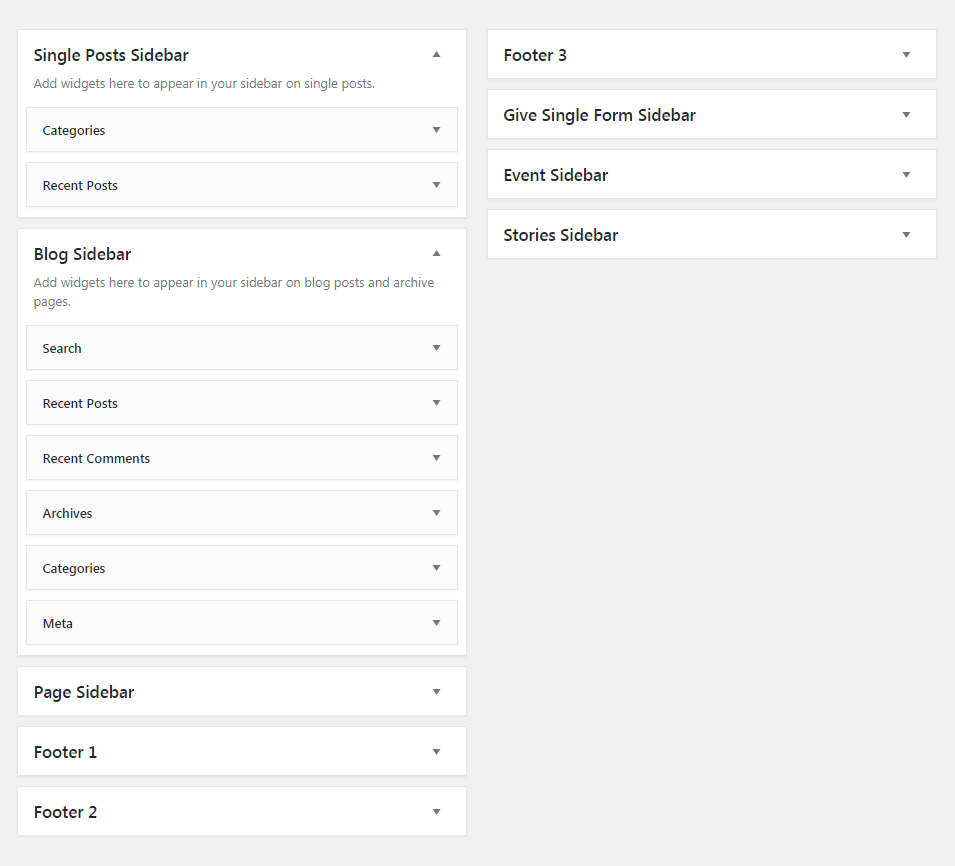 Single Posts Sidebar
Add widgets here to appear in your sidebar on single posts.
Categories
Recent Posts
Blog Sidebar
Add widgets here to appear in your sidebar on blog posts and archive
pages.
Search
Recent Posts
Recent Comments
Archives
Categories
Meta
Page Sidebar
Footer 1
Footer 2
Footer 3
Give Single Form Sidebar
Event Sidebar
Stories Sidebar